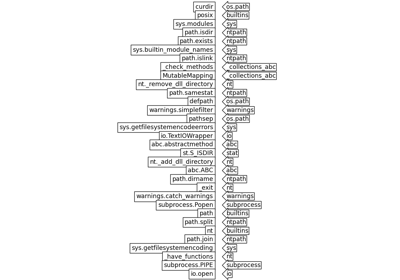 curdir os.path
posix builtins
sys.modules sys
path.isdir ntpath
path.exists ntpath
sys.builtin_module_names sys
path.islink ntpath
_check_methods _collections_abc
MutableMapping _collections_abc
nt._remove_dll_directory nt
path.samestat ntpath
defpath os.path
warnings.simplefilter warnings
pathsep os.path
sys.getfilesystemencodeerrors sys
io.TextIOWrapper io
abc.abstractmethod abc
st.S_ISDIR stat
nt._add_dll_directory nt
abc.ABC abc
path.dirname ntpath
_exit nt
warnings.catch_warnings warnings
subprocess.Popen subprocess
path builtins
path.split ntpath
nt builtins
path.join ntpath
sys.getfilesystemencoding sys
_have_functions nt
subprocess.PIPE subprocess
io.open io